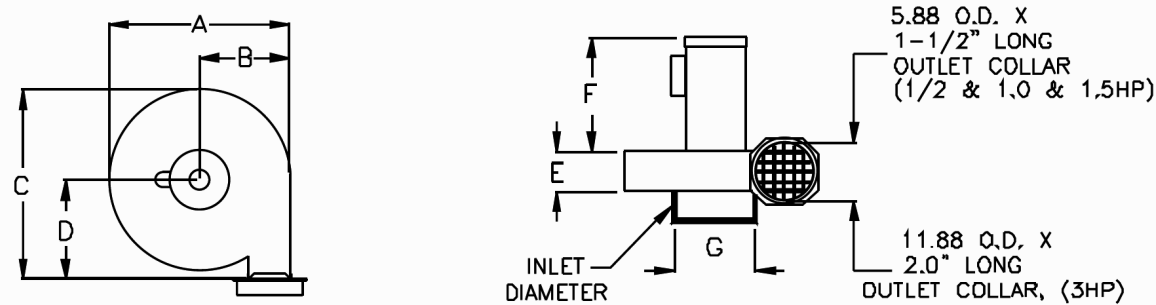 A
B
C
D
F
E
G
INLET
DIAMETER
5.88 O.D. X
1-1/2" LONG
OUTLET COLLAR
(1/2 & 1.0 & 1.5HP)
11.88 O.D. X
2.0" LONG
OUTLET COLLAR, (3HP)